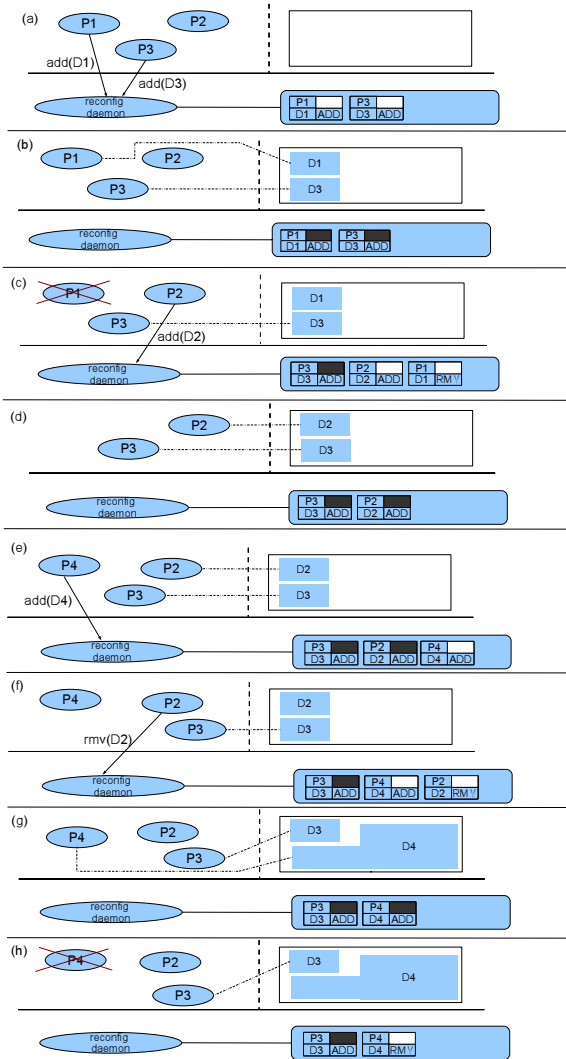 (a)
P1
P2
P3
add(D1)
add(D3)
reconfig
daemon
P1 P3
D1 ADD D3 ADD
(b)
P1
P2
P3
D1
D3
reconfig
daemon
P1 P3
D1 ADD D3 ADD
(c)
P1
P2
P3
add(D2)
D1
D3
reconfig
daemon
P3 P2 P1
D3 ADD D2 ADD D1 RMV
(d)
P2
P3
D2
D3
reconfig
daemon
P3 P2
D3 ADD D2 ADD
(e)
P4
P2
P3
add(D4)
D2
D3
reconfig
daemon
P3 P2 P4
D3 ADD D2 ADD D4 ADD
(f)
P4
P2
P3
rmv(D2)
D2
D3
reconfig
daemon
P3 P4 P2
D3 ADD D4 ADD D2 RMV
(g)
P4
P2
P3
D3
D4
reconfig
daemon
P3 P4
D3 ADD D4 ADD
(h)
P4
P2
P3
D3
D4
reconfig
daemon
P3 P4
D3 ADD D4 RMV